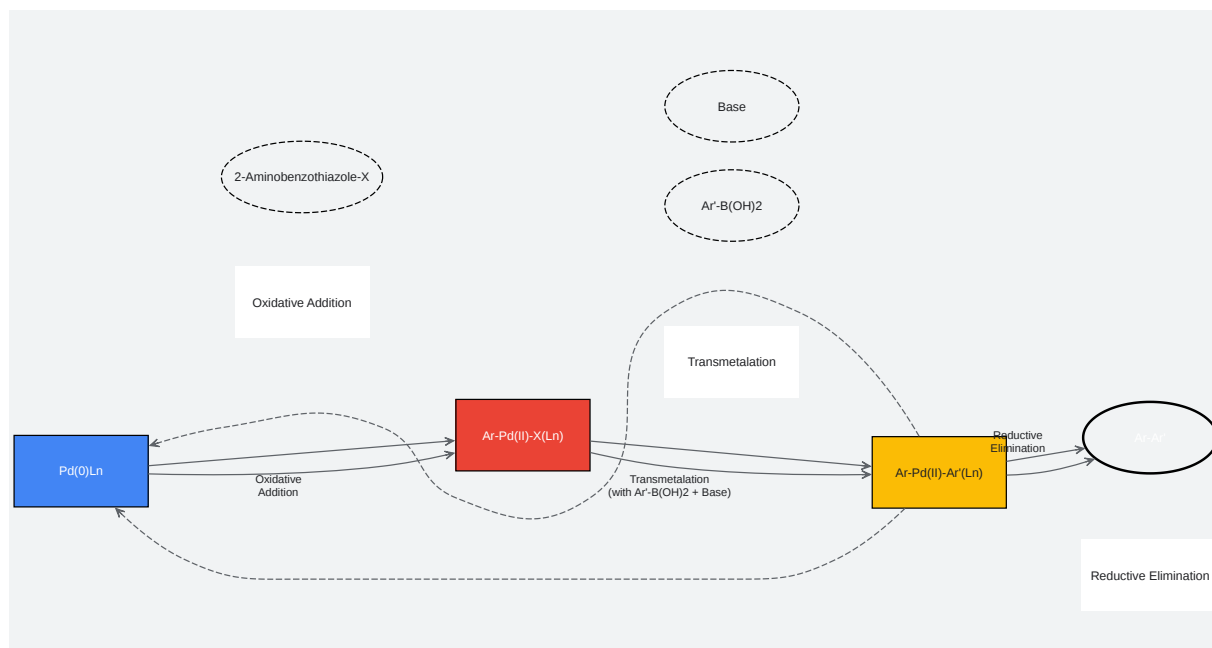 Base
2-Aminobenzothiazole-X
Ar'-B(OH)2
Oxidative Addition
Transmetalation
Ar-Pd(II)-X(Ln)
Pd(0)Ln
Oxidative
Addition
Transmetalation
(with Ar'-B(OH)2 + Base)
Ar-Pd(II)-Ar'(Ln)
Reductive
Elimination
Ar-Ar'
Reductive Elimination